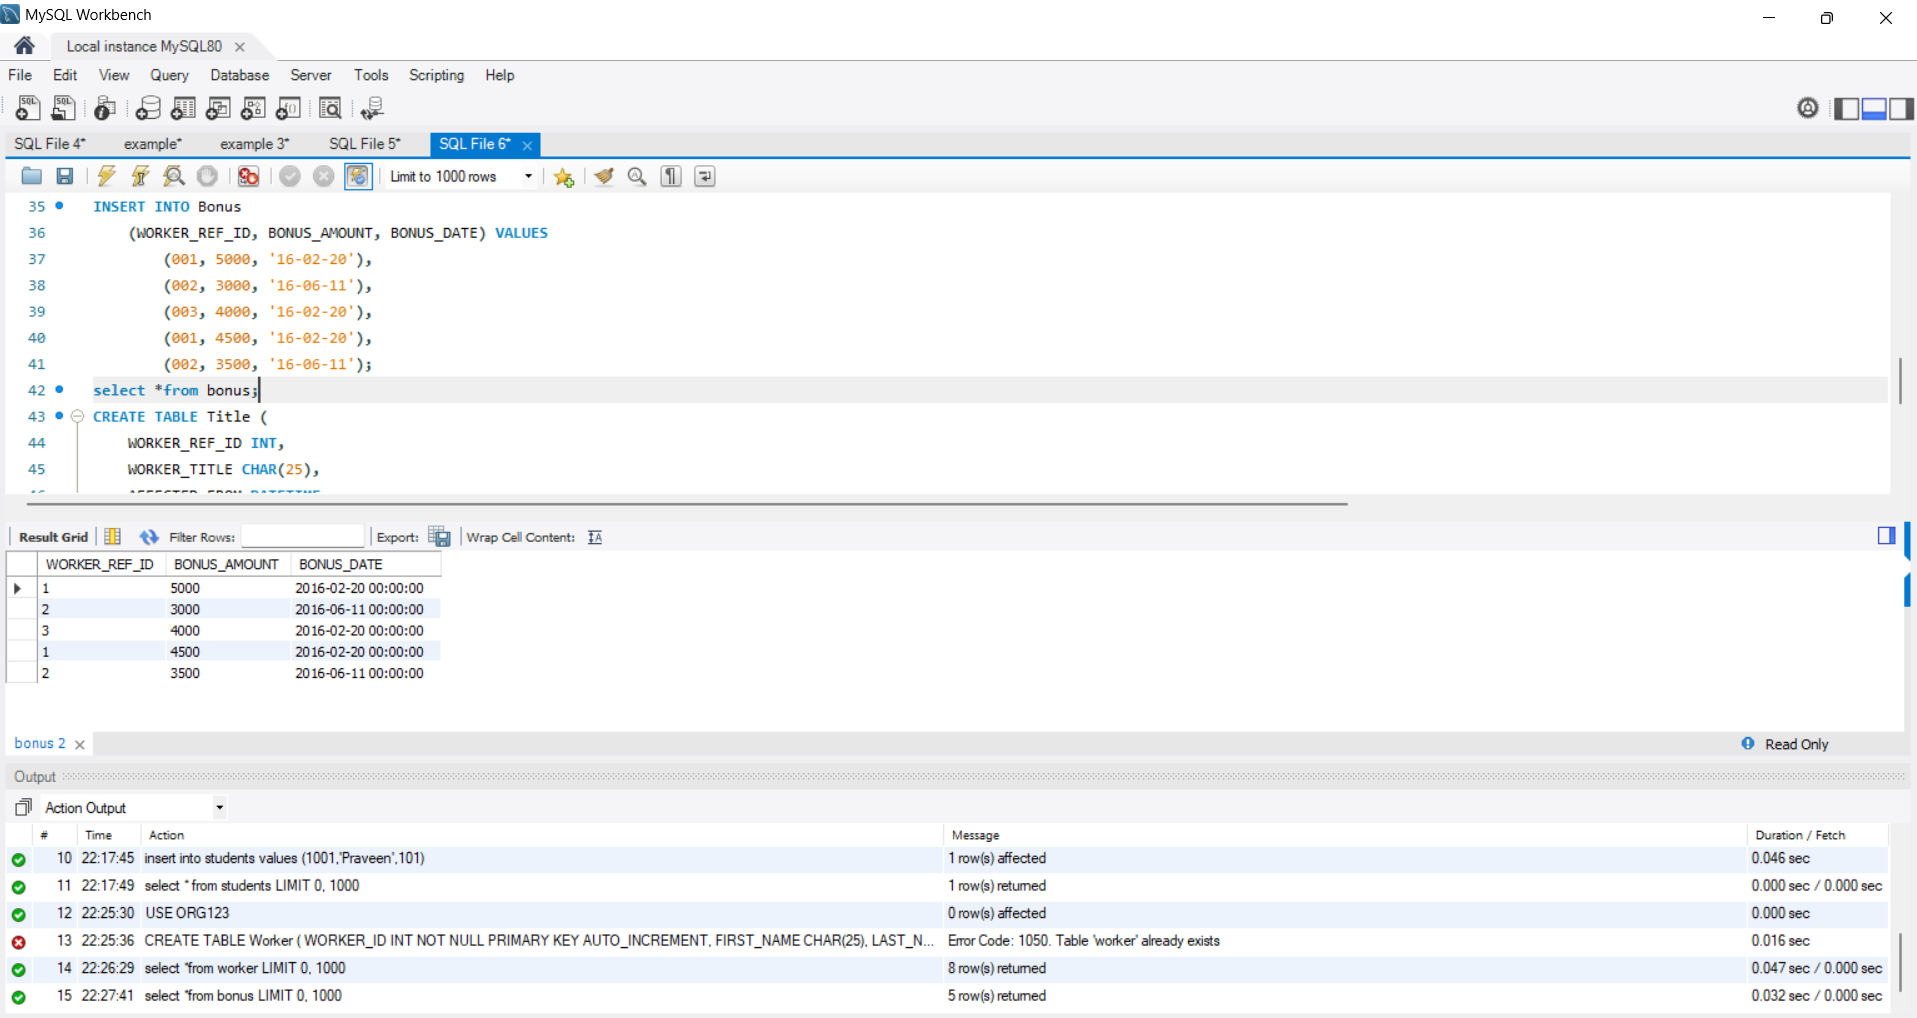 MySQL Workbench
Local instance MySQL80
File Edit View Query Database Server Tools Scripting Help
SQL File 4* example* example 3* SQL File 5* SQL File 6*
Limit to 1000 rows
35 INSERT INTO Bonus
36 (WORKER_REF_ID, BONUS_AMOUNT, BONUS_DATE) VALUES
37 (001, 5000, '16-02-20'),
38 (002, 3000, '16-06-11'),
39 (003, 4000, '16-02-20'),
40 (001, 4500, '16-02-20'),
41 (002, 3500, '16-06-11');
42 select *from bonus;
43 CREATE TABLE Title (
44 WORKER_REF_ID INT,
45 WORKER_TITLE CHAR(25),
Result Grid Filter Rows: Export: Wrap Cell Content:
WORKER_REF_ID BONUS_AMOUNT BONUS_DATE
1 5000 2016-02-20 00:00:00
2 3000 2016-06-11 00:00:00
3 4000 2016-02-20 00:00:00
1 4500 2016-02-20 00:00:00
2 3500 2016-06-11 00:00:00
bonus 2 Read Only
Output
Action Output
# Time Action Message Duration / Fetch
10 22:17:45 insert into students values (1001,'Praveen',101) 1 row(s) affected 0.046 sec
11 22:17:49 select * from students LIMIT 0, 1000 1 row(s) returned 0.000 sec / 0.000 sec
12 22:25:30 USE ORG123 0 row(s) affected 0.000 sec
13 22:25:36 CREATE TABLE Worker ( WORKER_ID INT NOT NULL PRIMARY KEY AUTO_INCREMENT, FIRST_NAME CHAR(25), LAST_N... Error Code: 1050. Table 'worker' already exists 0.016 sec
14 22:26:29 select *from worker LIMIT 0, 1000 8 row(s) returned 0.047 sec / 0.000 sec
15 22:27:41 select *from bonus LIMIT 0, 1000 5 row(s) returned 0.032 sec / 0.000 sec